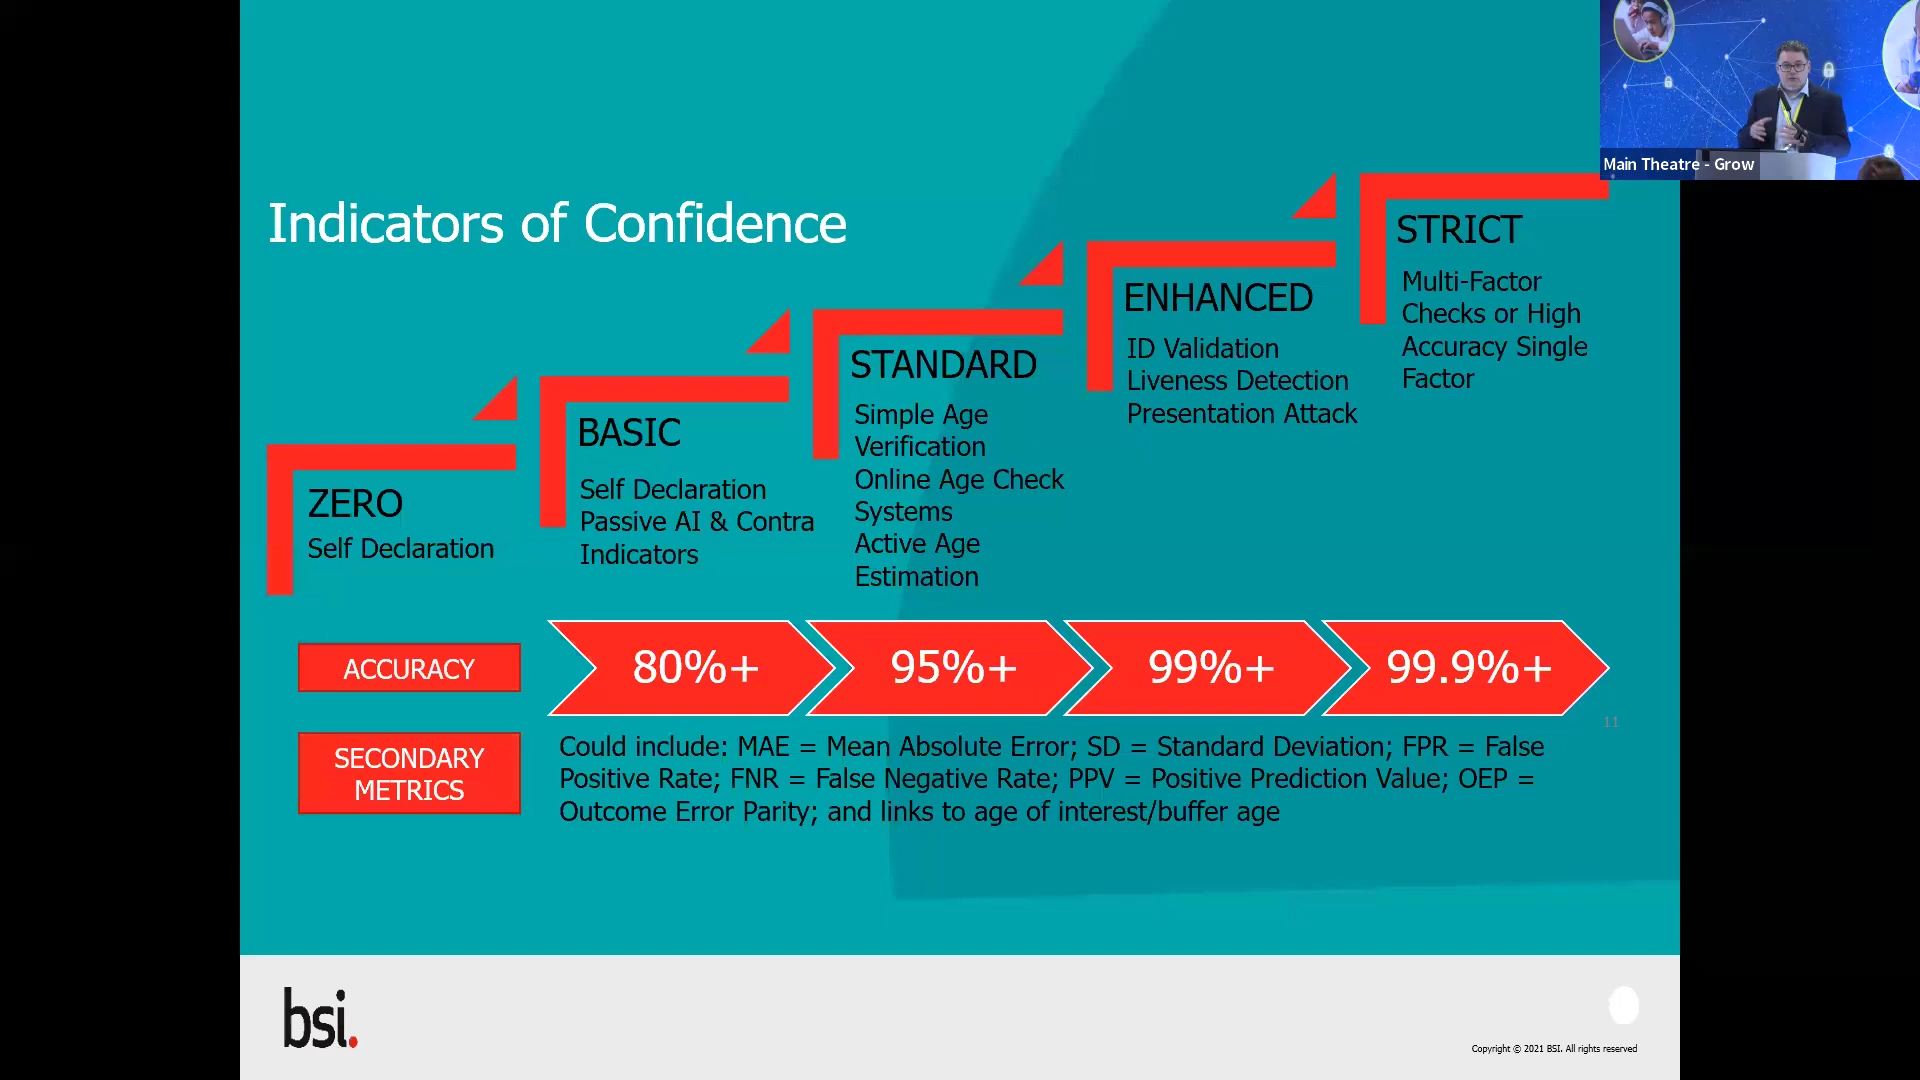 Main Theatre - Grow
Indicators of Confidence
ZERO
Self Declaration
BASIC
Self Declaration
Passive AI & Contra
Indicators
STANDARD
Simple Age
Verification
Online Age Check
Systems
Active Age
Estimation
ENHANCED
ID Validation
Liveness Detection
Presentation Attack
STRICT
Multi-Factor
Checks or High
Accuracy Single
Factor
ACCURACY
80%+
95%+
99%+
99.9%+
11
SECONDARY
METRICS
Could include: MAE = Mean Absolute Error; SD = Standard Deviation; FPR = False
Positive Rate; FNR = False Negative Rate; PPV = Positive Prediction Value; OEP =
Outcome Error Parity; and links to age of interest/buffer age
bsi.
Copyright © 2021 BSI. All rights reserved